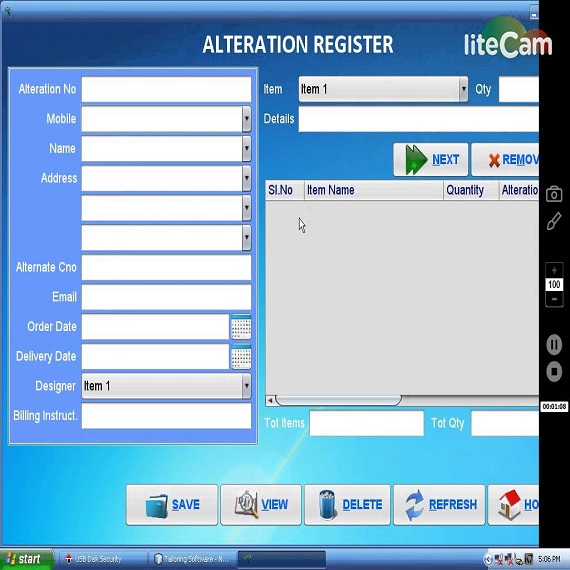 ALTERATION REGISTER
liteCam
Alteration No
Mobile
Name
Address
Alternate Cno
Email
Order Date
Delivery Date
Designer
Item 1
Billing Instruct.
Item
Item 1
Qty
Details
NEXT
REMOV
Sl.No
Item Name
Quantity
Alteratio
Tot Items
Tot Qty
SAVE
VIEW
DELETE
REFRESH
HO
100
00:01:08
start
USB Disk Security
Tailoring Software - N...
5:06 PM